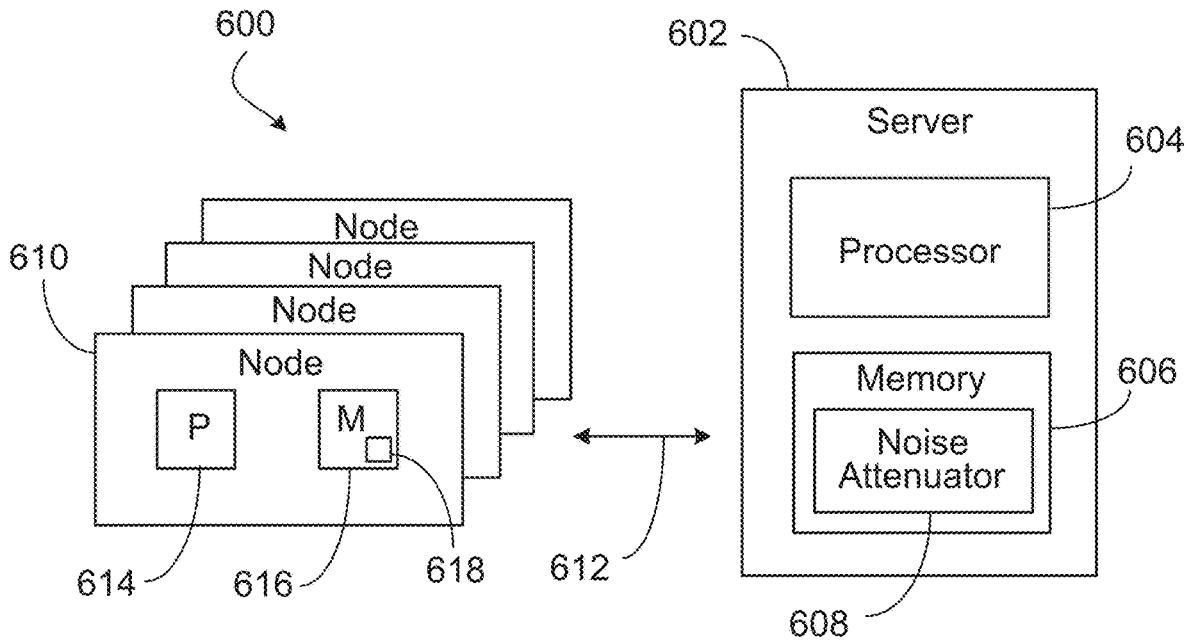 600
602
Server
604
Processor
Node
Node
Node
610
Node
P
M
Memory
606
Noise
Attenuator
614
616
618
612
608